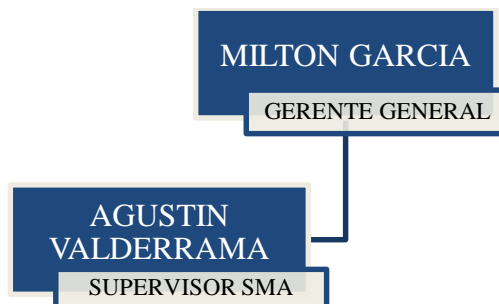 MILTON GARCIA
GERENTE GENERAL
AGUSTIN
VALDERRAMA
SUPERVISOR SMA